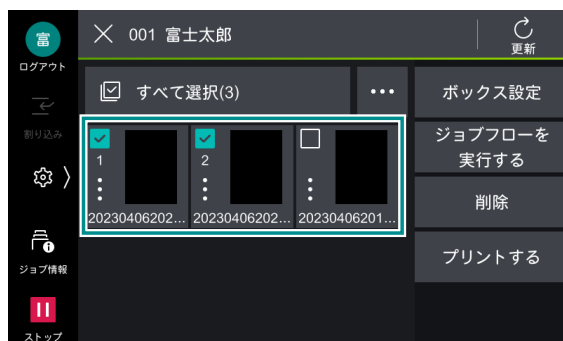 富
ログアウト
割り込み
ジョブ情報
ストップ
001 富士太郎
更新
すべて選択(3)
1
2
20230406202...
20230406202...
20230406201...
ボックス設定
ジョブフローを
実行する
削除
プリントする